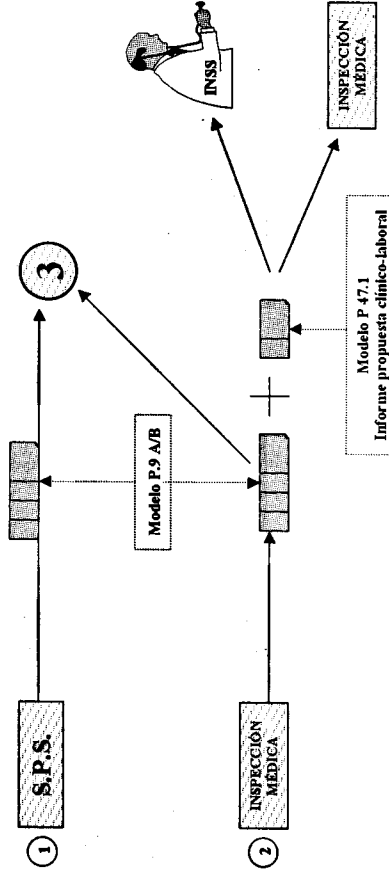 1
S.P.S.
3
INSS
Modelo P.9 A/B
2
INSPECCIÓN
MÉDICA
INSPECCIÓN
MÉDICA
Modelo P 47.1
Informe propuesta clínico-laboral